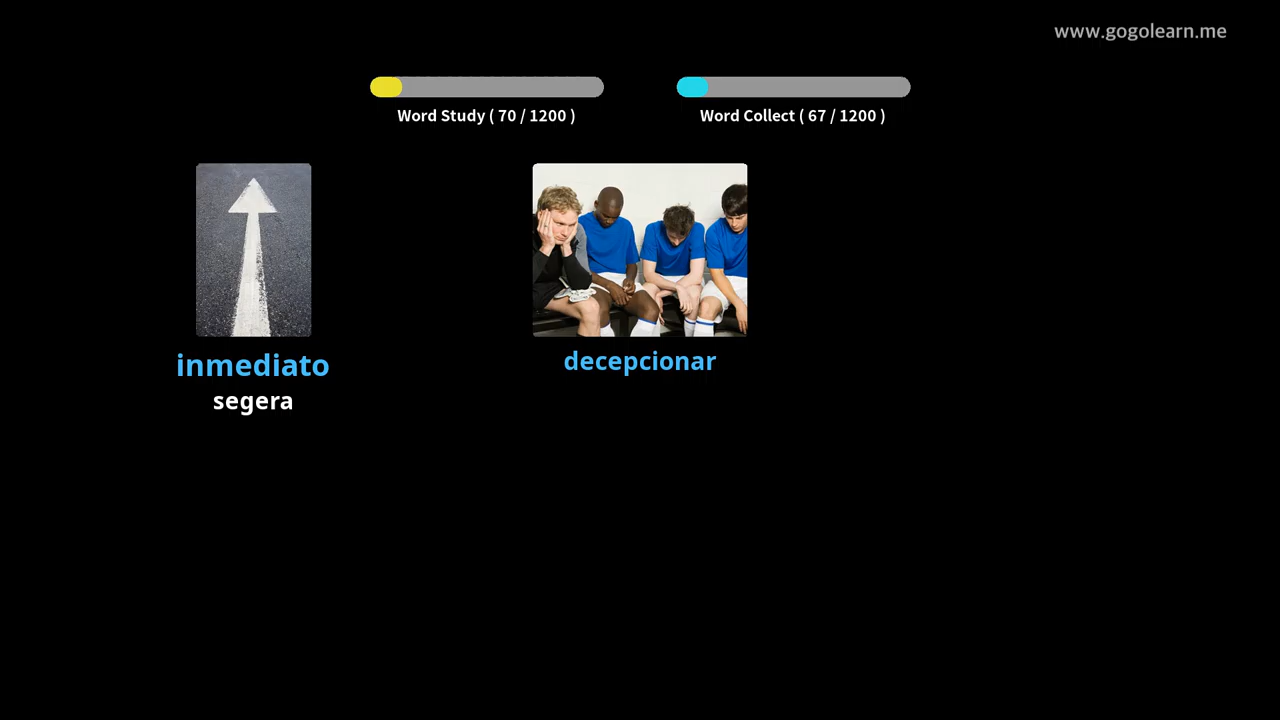 www.gogolearn.me
Word Study ( 70 / 1200 )
Word Collect ( 67 / 1200 )
inmediato
segera
decepcionar